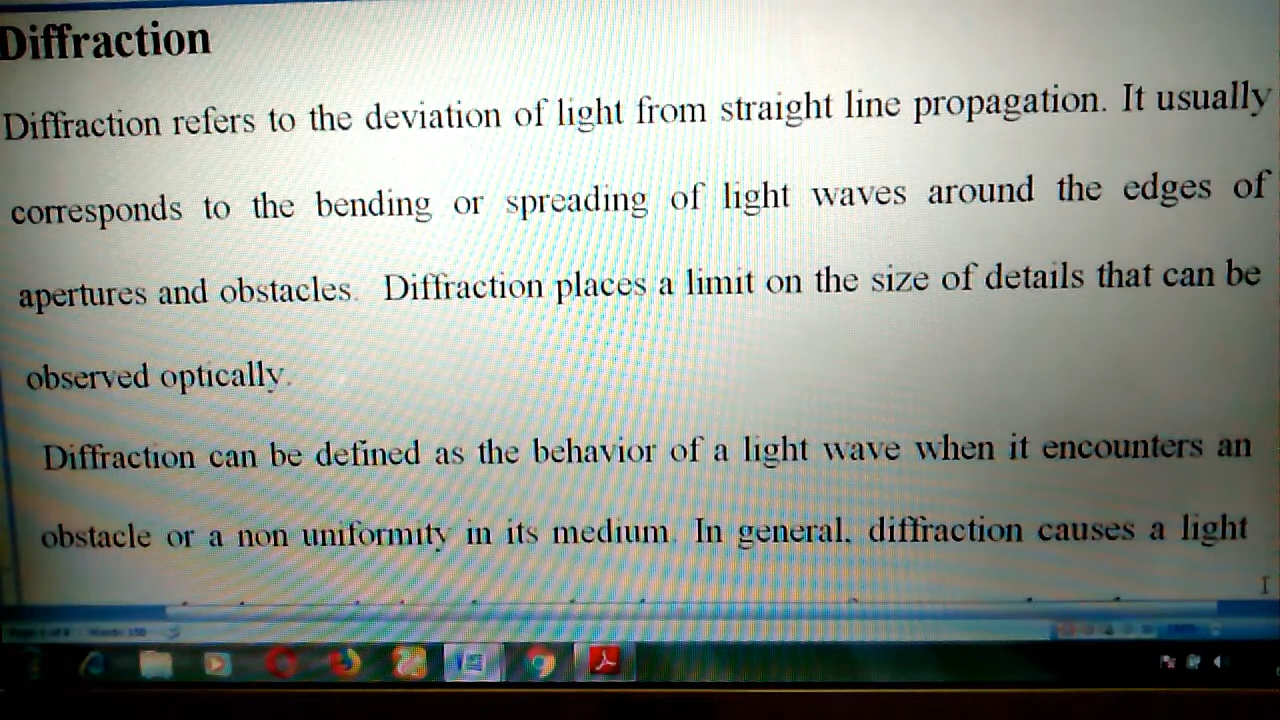 Diffraction
Diffraction refers to the deviation of light from straight line propagation. It usually
corresponds to the bending or spreading of light waves around the edges of
apertures and obstacles. Diffraction places a limit on the size of details that can be
observed optically.
Diffraction can be defined as the behavior of a light wave when it encounters an
obstacle or a non uniformity in its medium. In general, diffraction causes a light
Words: 150